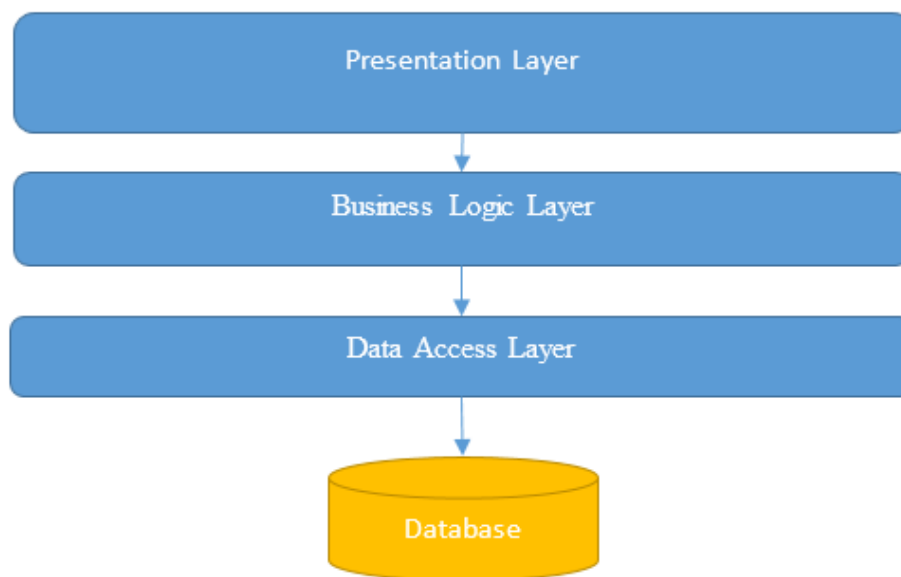 Presentation Layer
Business Logic Layer
Data Access Layer
Database